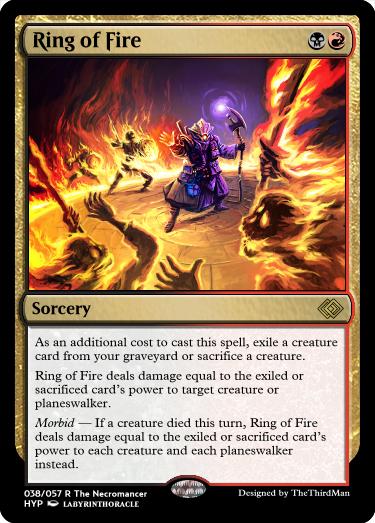 Ring of Fire
Sorcery
As an additional cost to cast this spell, exile a creature
card from your graveyard or sacrifice a creature.
Ring of Fire deals damage equal to the exiled or
sacrificed card's power to target creature or
planeswalker.
Morbid — If a creature died this turn, Ring of Fire
deals damage equal to the exiled or sacrificed card's
power to each creature and each planeswalker
instead.
038/057 R The Necromancer
Designed by TheThirdMan
HYP LABYRINTHORACLE